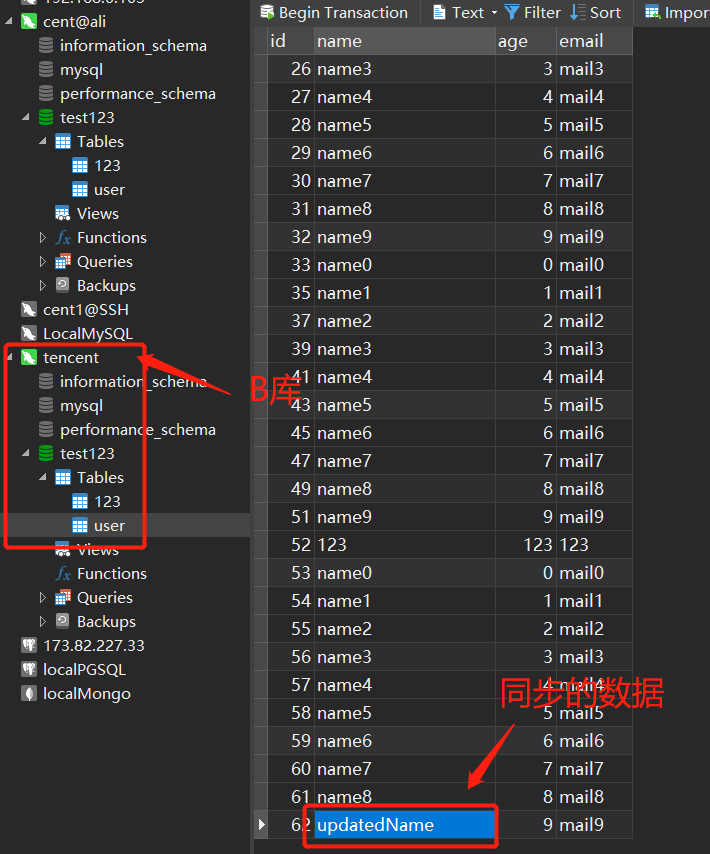 192.168.0.105
cent@ali
information_schema
mysql
performance_schema
test123
Tables
123
user
Views
Functions
Queries
Backups
cent1@SSH
LocalMySQL
tencent
information_schema
mysql
performance_schema
test123
Tables
123
user
Views
Functions
Queries
Backups
173.82.227.33
localPGSQL
localMongo
B库
Begin Transaction Text Filter Sort Impor
id name age email
26 name3 3 mail3
27 name4 4 mail4
28 name5 5 mail5
29 name6 6 mail6
30 name7 7 mail7
31 name8 8 mail8
32 name9 9 mail9
33 name0 0 mail0
35 name1 1 mail1
37 name2 2 mail2
39 name3 3 mail3
41 name4 4 mail4
43 name5 5 mail5
45 name6 6 mail6
47 name7 7 mail7
49 name8 8 mail8
51 name9 9 mail9
52 123 123 123
53 name0 0 mail0
54 name1 1 mail1
55 name2 2 mail2
56 name3 3 mail3
57 name4 4 mail4
58 name5 5 mail5
59 name6 6 mail6
60 name7 7 mail7
61 name8 8 mail8
62 updatedName 9 mail9
同步的数据